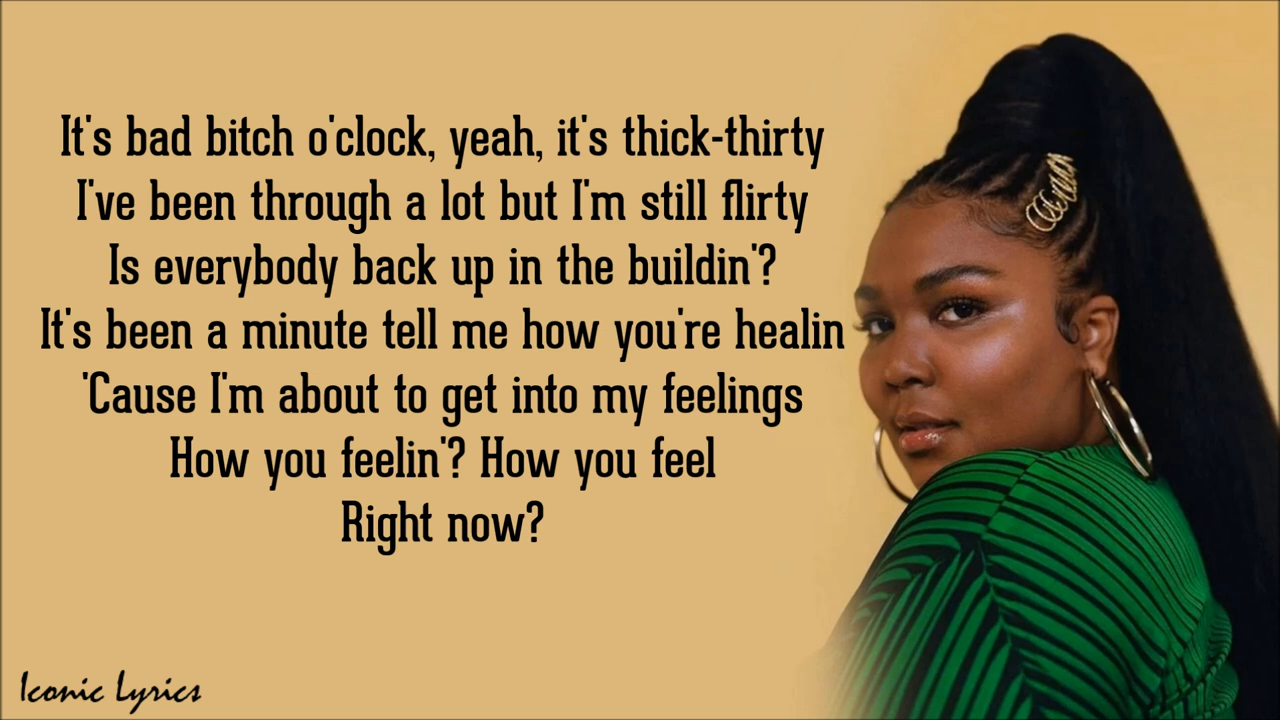 It's bad bitch o'clock, yeah, it's thick-thirty
I've been through a lot but I'm still flirty
Is everybody back up in the buildin'?
It's been a minute tell me how you're healin
'Cause I'm about to get into my feelings
How you feelin'? How you feel
Right now?
Iconic Lyrics